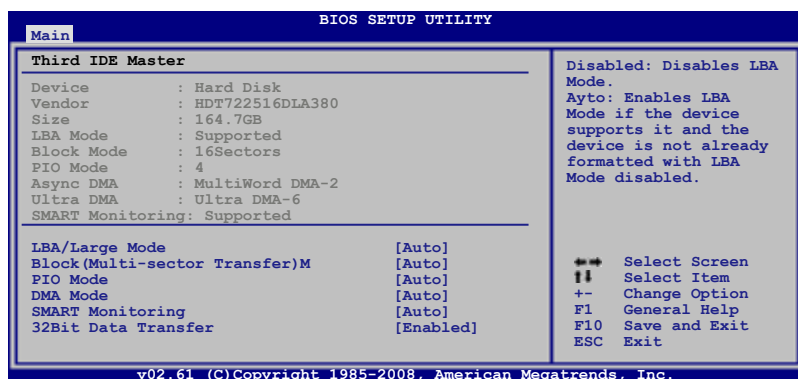 BIOS SETUP UTILITY
Main
Third IDE Master
Device : Hard Disk
Vendor : HDT722516DLA380
Size : 164.7GB
LBA Mode : Supported
Block Mode : 16Sectors
PIO Mode : 4
Async DMA : MultiWord DMA-2
Ultra DMA : Ultra DMA-6
SMART Monitoring: Supported
LBA/Large Mode [Auto]
Block(Multi-sector Transfer)M [Auto]
PIO Mode [Auto]
DMA Mode [Auto]
SMART Monitoring [Auto]
32Bit Data Transfer [Enabled]
Disabled: Disables LBA
Mode.
Ayto: Enables LBA
Mode if the device
supports it and the
device is not already
formatted with LBA
Mode disabled.
Select Screen
Select Item
+- Change Option
F1 General Help
F10 Save and Exit
ESC Exit
v02.61 (C)Copyright 1985-2008, American Megatrends, Inc.